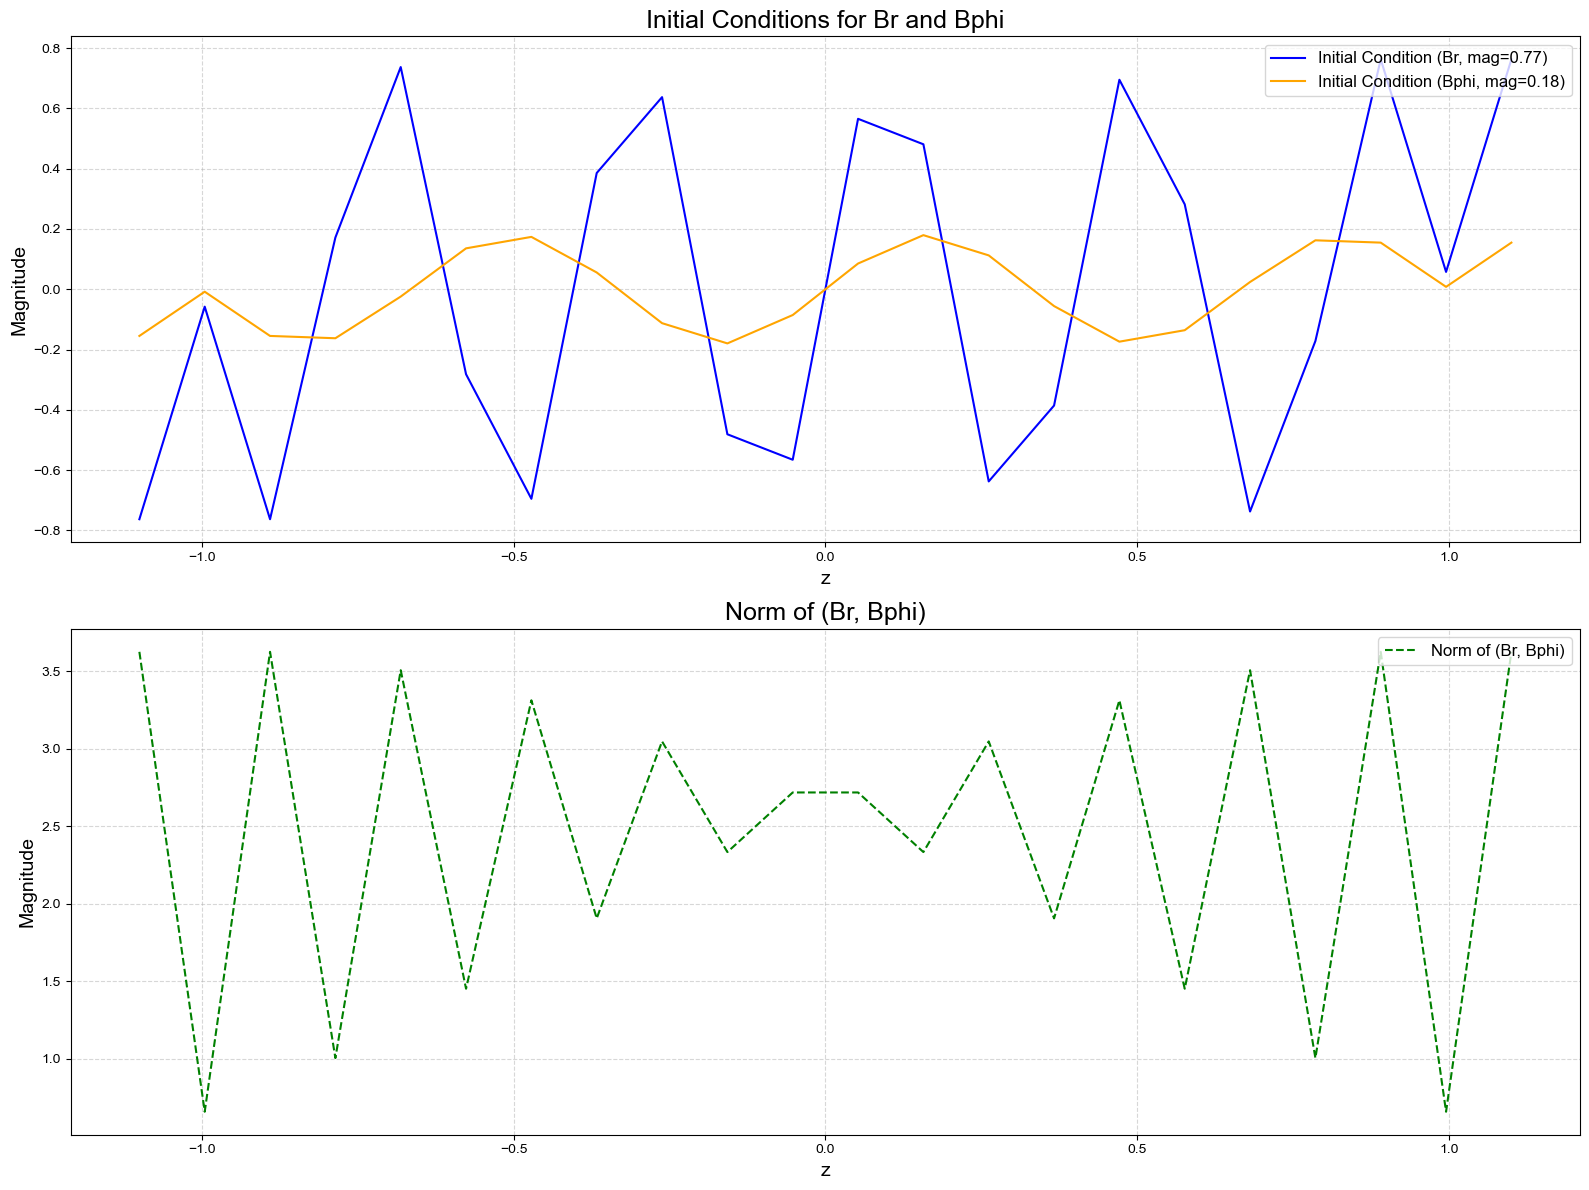 Initial Conditions for Br and Bphi
Magnitude
0.8
0.6
0.4
0.2
0.0
−0.2
−0.4
−0.6
−0.8
Initial Condition (Br, mag=0.77)
Initial Condition (Bphi, mag=0.18)
−1.0
−0.5
0.0
0.5
1.0
z
Norm of (Br, Bphi)
Magnitude
3.5
3.0
2.5
2.0
1.5
1.0
Norm of (Br, Bphi)
−1.0
−0.5
0.0
0.5
1.0
z